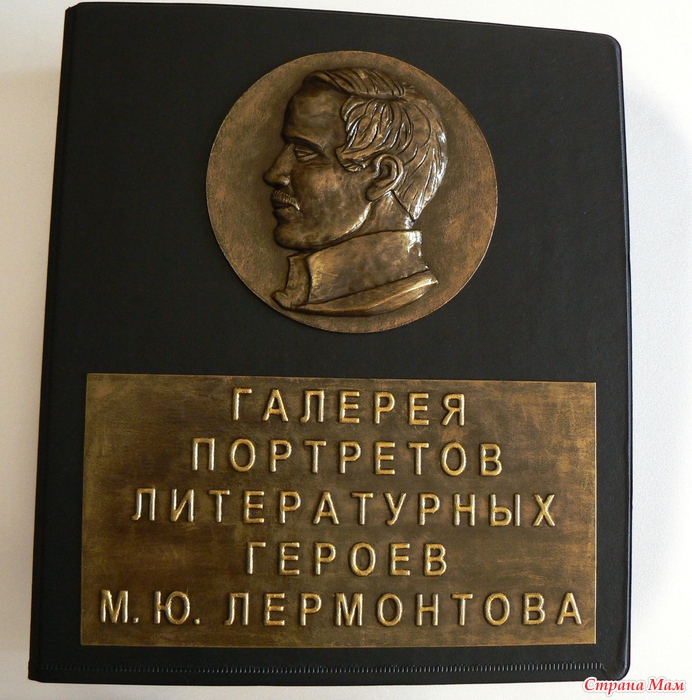 ГАЛЕРЕЯ
ПОРТРЕТОВ
ЛИТЕРАТУРНЫХ
ГЕРОЕВ
М. Ю. ЛЕРМОНТОВА
Страна Мам